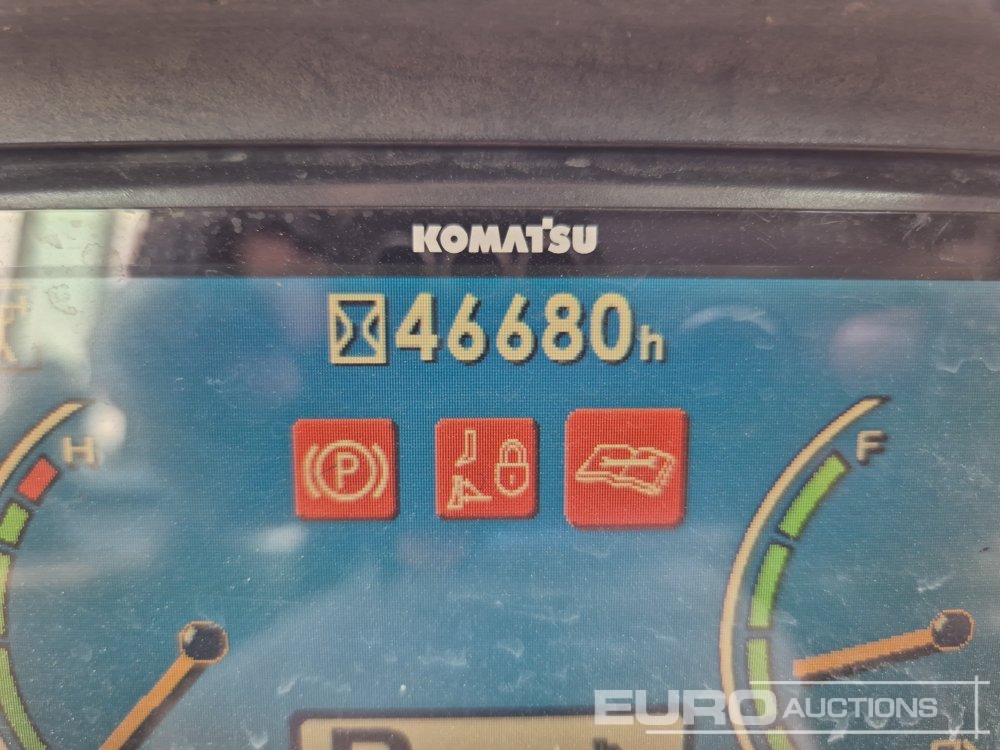 KOMATSU
46680h
H
P
F
EURO AUCTIONS